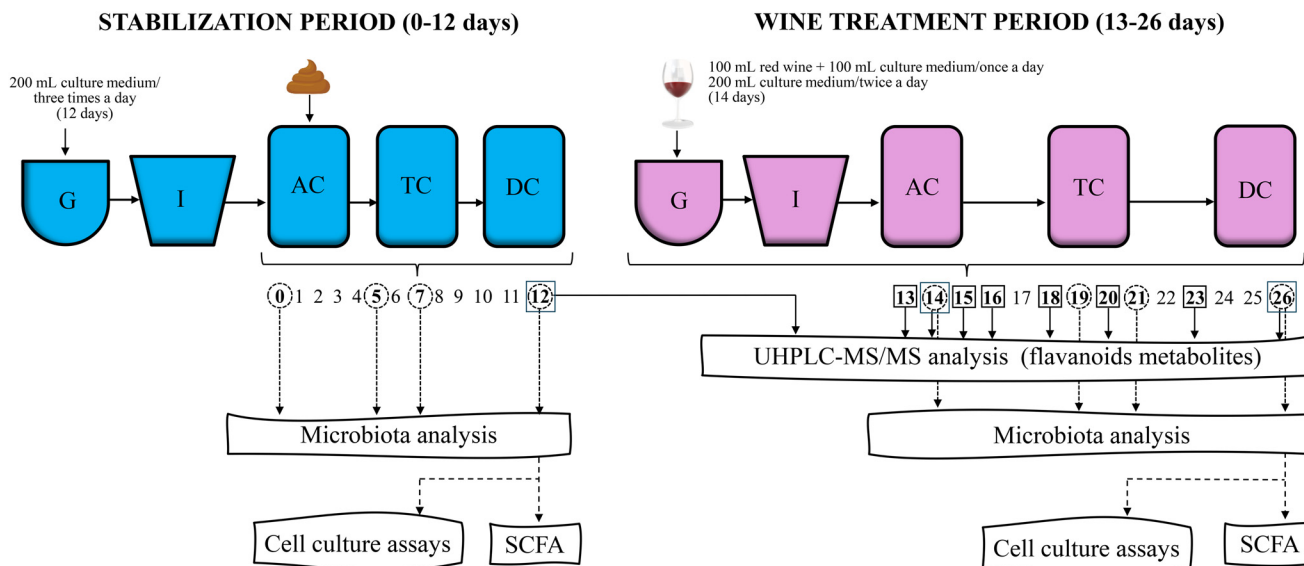 STABILIZATION PERIOD (0-12 days)
WINE TREATMENT PERIOD (13-26 days)
200 mL culture medium/
three times a day
(12 days)
100 mL red wine + 100 mL culture medium/once a day
200 mL culture medium/twice a day
(14 days)
G
I
AC
TC
DC
G
I
AC
TC
DC
0 1 2 3 4 5 6 7 8 9 10 11 12
13 14 15 16 17 18 19 20 21 22 23 24 25 26
UHPLC-MS/MS analysis (flavanoids metabolites)
Microbiota analysis
Microbiota analysis
Cell culture assays
SCFA
Cell culture assays
SCFA